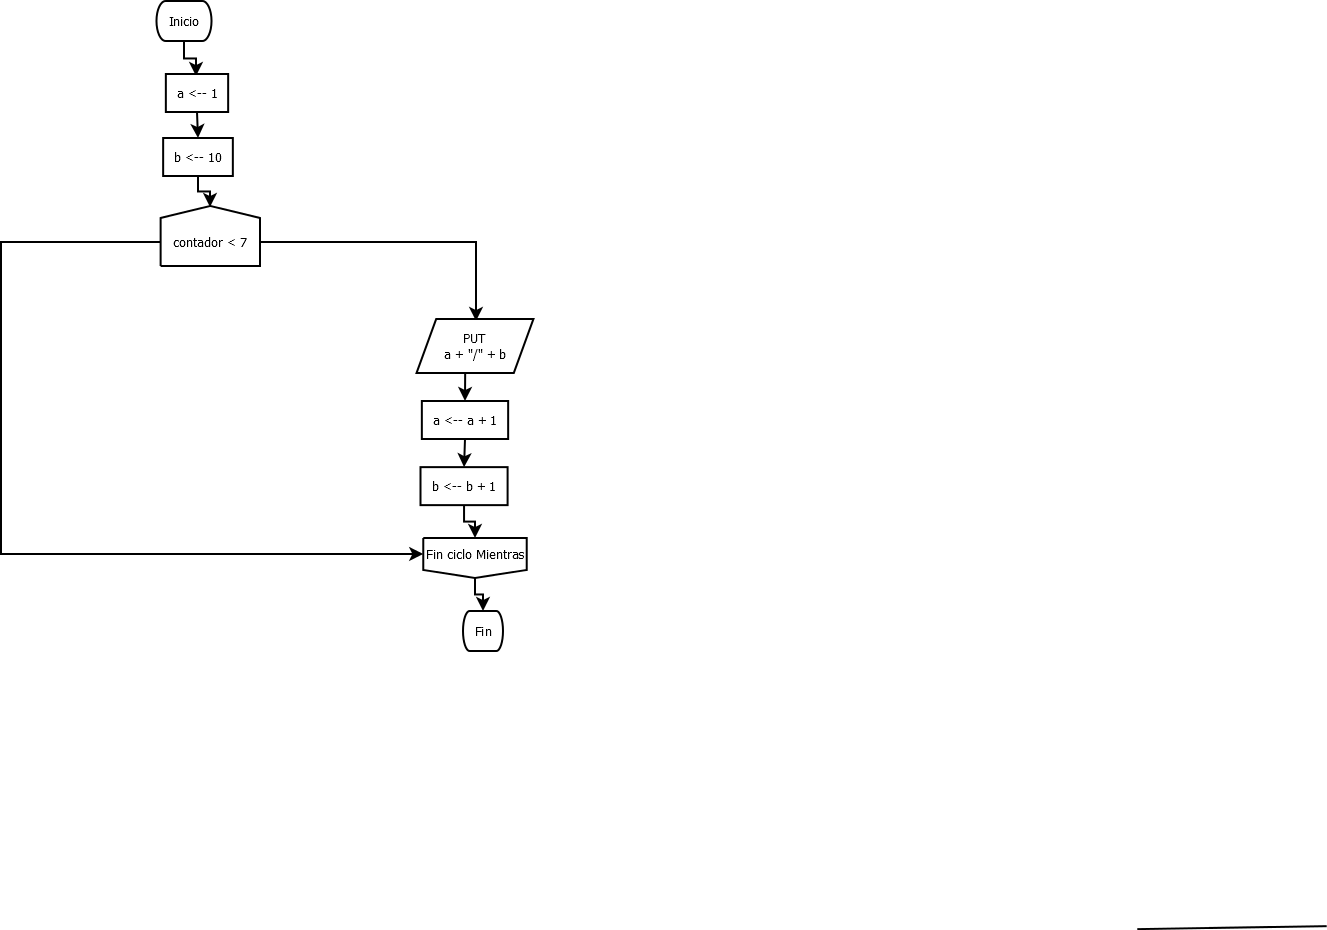 Inicio
a <-- 1
b <-- 10
contador < 7
PUT
a + "/" + b
a <-- a + 1
b <-- b + 1
Fin ciclo Mientras
Fin